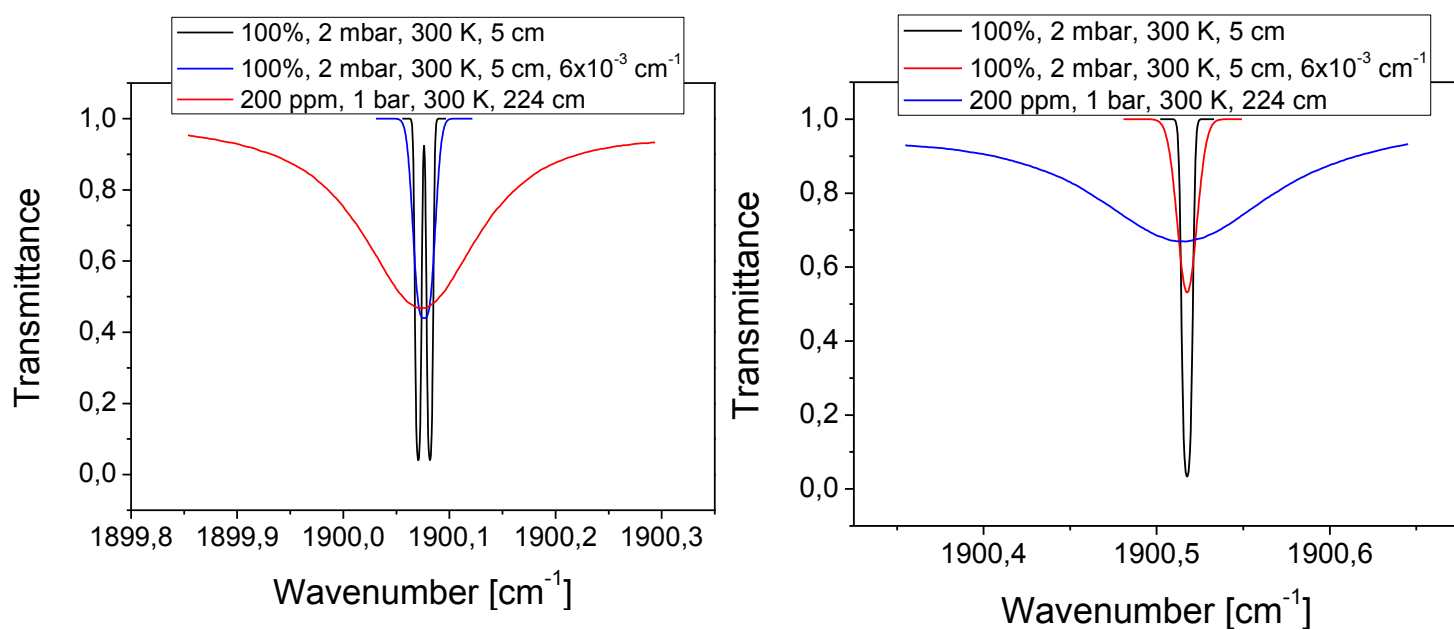 100%, 2 mbar, 300 K, 5 cm
100%, 2 mbar, 300 K, 5 cm, 6x10⁻³ cm⁻¹
200 ppm, 1 bar, 300 K, 224 cm
1,0
0,8
0,6
0,4
0,2
0,0
Transmittance
1899,8 1899,9 1900,0 1900,1 1900,2 1900,3
Wavenumber [cm⁻¹]
100%, 2 mbar, 300 K, 5 cm
100%, 2 mbar, 300 K, 5 cm, 6x10⁻³ cm⁻¹
200 ppm, 1 bar, 300 K, 224 cm
1,0
0,8
0,6
0,4
0,2
0,0
Transmittance
1900,4 1900,5 1900,6
Wavenumber [cm⁻¹]